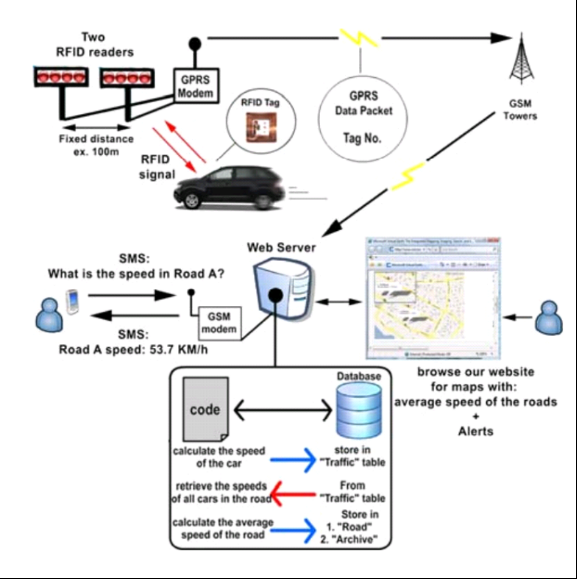 Two
RFID readers
GPRS
Modem
RFID Tag
GPRS
Data Packet
Tag No.
GSM
Towers
Fixed distance
ex. 100m
RFID
signal
Web Server
SMS:
What is the speed in Road A?
GSM
modem
SMS:
Road A speed: 53.7 KM/h
browse our website
for maps with:
average speed of the roads
+
Alerts
Database
code
calculate the speed
of the car
store in
"Traffic" table
retrieve the speeds
of all cars in the road
From
"Traffic" table
calculate the average
speed of the road
Store in
1. "Road"
2. "Archive"